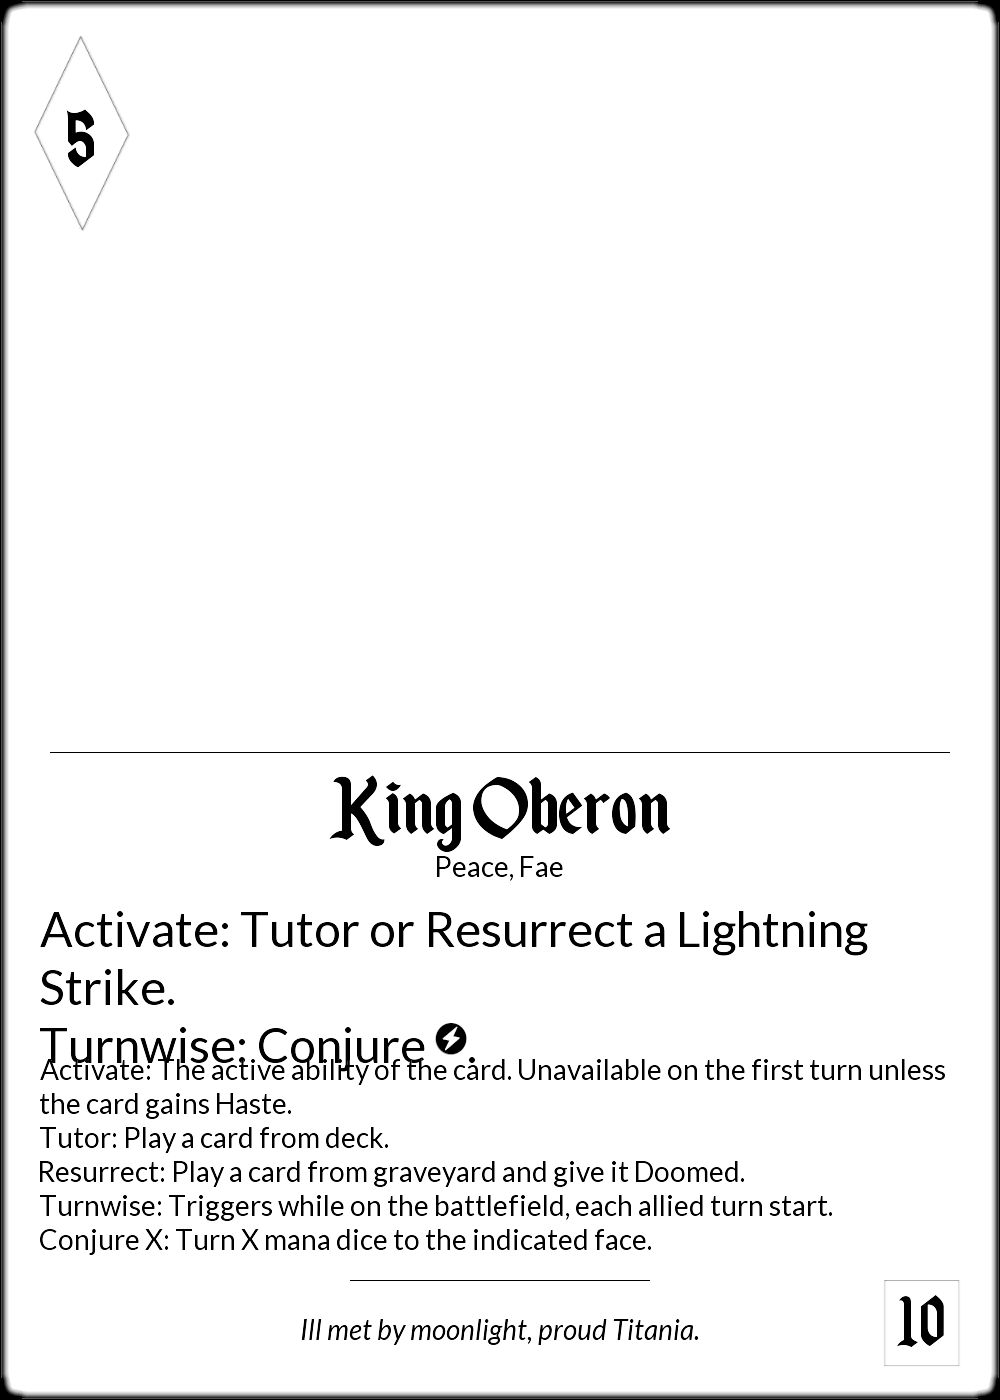 5
King Oberon
Peace, Fae
Activate: Tutor or Resurrect a Lightning
Strike.
Turnwise: Conjure .
Activate: The active ability of the card. Unavailable on the first turn unless
the card gains Haste.
Tutor: Play a card from deck.
Resurrect: Play a card from graveyard and give it Doomed.
Turnwise: Triggers while on the battlefield, each allied turn start.
Conjure X: Turn X mana dice to the indicated face.
Ill met by moonlight, proud Titania.
10